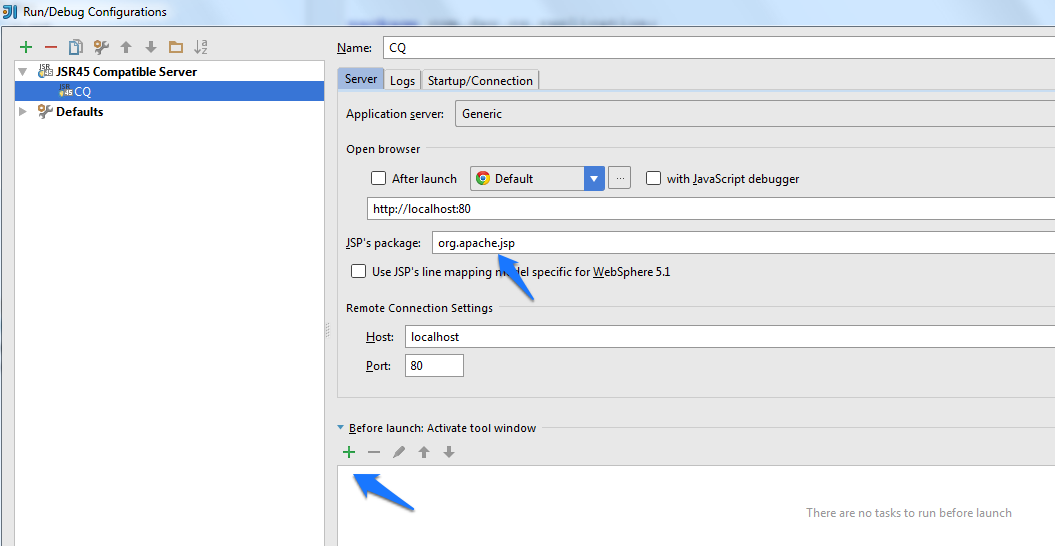 Run/Debug Configurations
Name: CQ
JSR45 Compatible Server
CQ
Defaults
Server Logs Startup/Connection
Application server: Generic
Open browser
After launch Default ... with JavaScript debugger
http://localhost:80
JSP's package: org.apache.jsp
Use JSP's line mapping model specific for WebSphere 5.1
Remote Connection Settings
Host: localhost
Port: 80
Before launch: Activate tool window
There are no tasks to run before launch